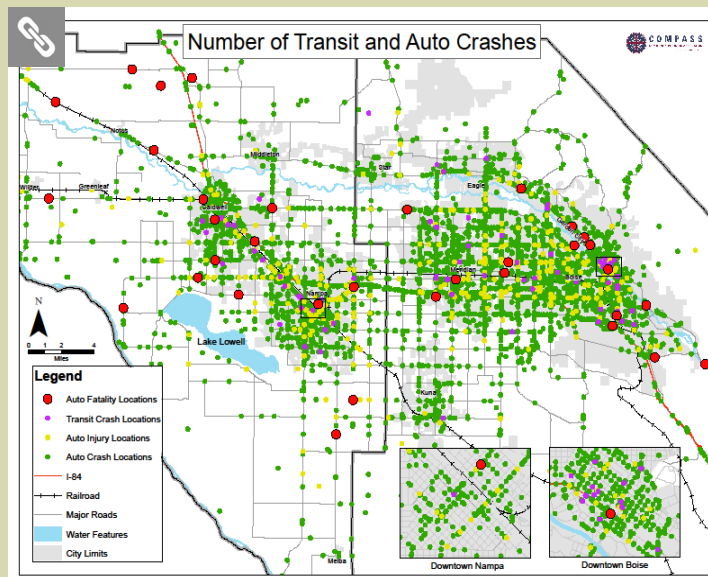 Number of Transit and Auto Crashes
COMPASS
Notus
Middleton
Star
Eagle
Wilder
Greenleaf
Caldwell
Meridian
Boise
Nampa
N
0 2 4
Miles
Lake Lowell
Kuna
Melba
Legend
Auto Fatality Locations
Transit Crash Locations
Auto Injury Locations
Auto Crash Locations
I-84
Railroad
Major Roads
Water Features
City Limits
Downtown Nampa
Downtown Boise